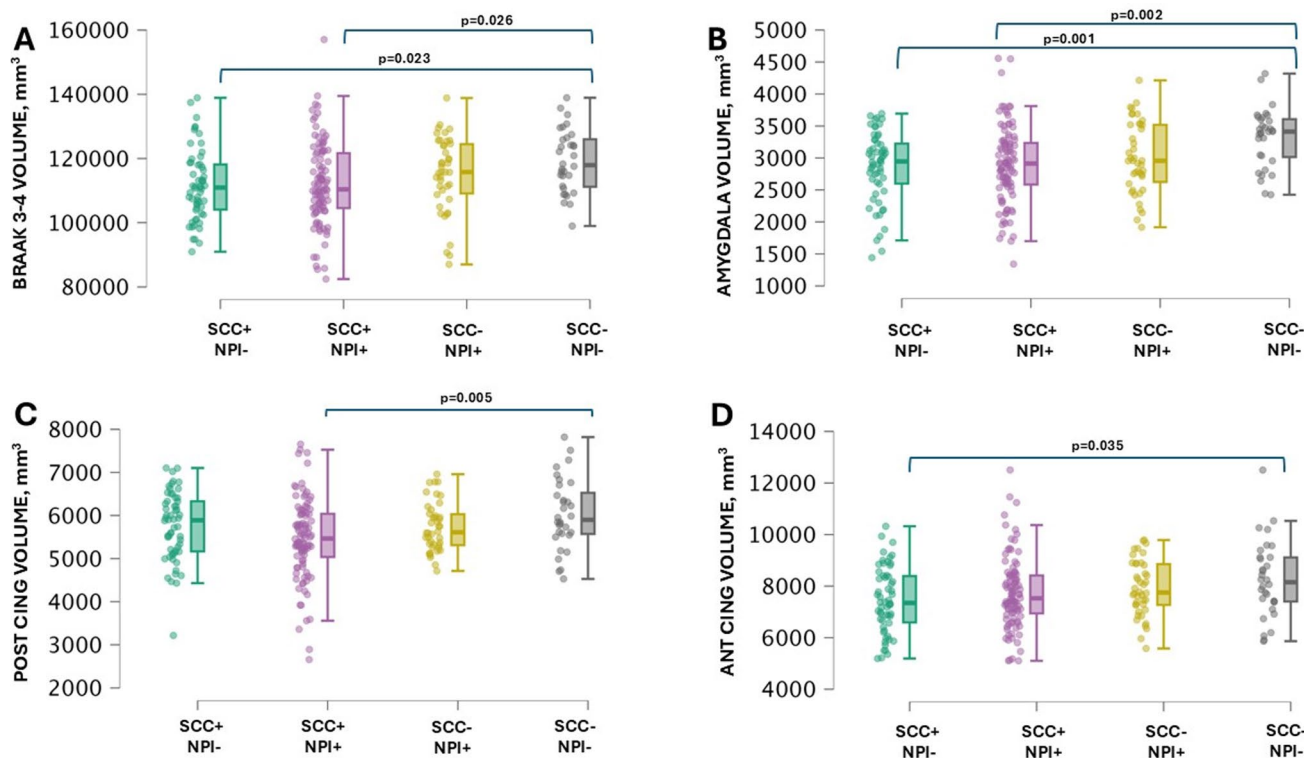 A
BRAAK 3-4 VOLUME, mm³
160000
140000
120000
100000
80000
p=0.026
p=0.023
SCC+
NPI-
SCC+
NPI+
SCC-
NPI+
SCC-
NPI-
B
AMYGDALA VOLUME, mm³
5000
4500
4000
3500
3000
2500
2000
1500
1000
p=0.002
p=0.001
SCC+
NPI-
SCC+
NPI+
SCC-
NPI+
SCC-
NPI-
C
POST CING VOLUME, mm³
8000
7000
6000
5000
4000
3000
2000
p=0.005
SCC+
NPI-
SCC+
NPI+
SCC-
NPI+
SCC-
NPI-
D
ANT CING VOLUME, mm³
14000
12000
10000
8000
6000
4000
p=0.035
SCC+
NPI-
SCC+
NPI+
SCC-
NPI+
SCC-
NPI-